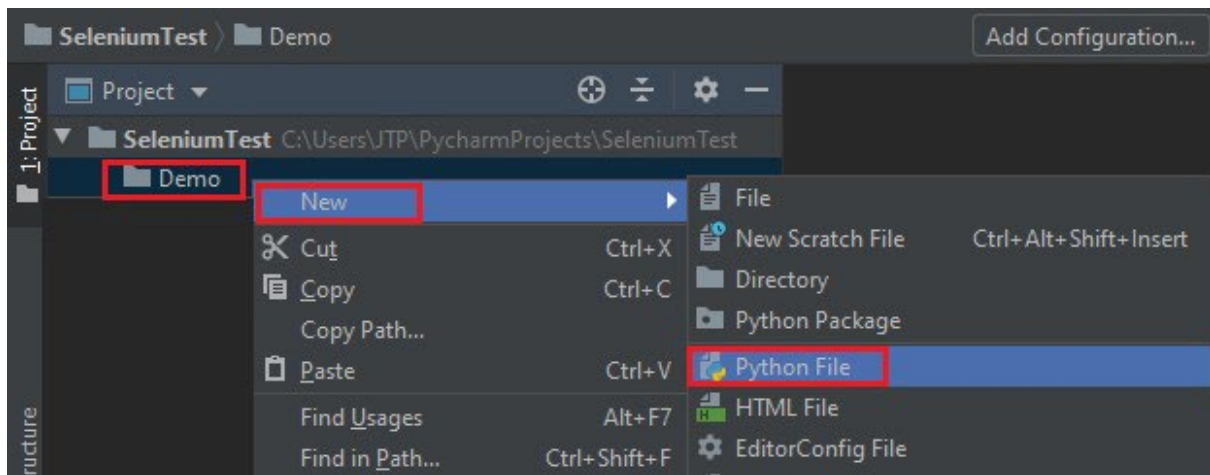 SeleniumTest Demo Add Configuration...
Project
1: Project
SeleniumTest C:\Users\JTP\PycharmProjects\SeleniumTest
Demo
New
Cut Ctrl+X
Copy Ctrl+C
Copy Path...
Paste Ctrl+V
Find Usages Alt+F7
Find in Path... Ctrl+Shift+F
File
New Scratch File Ctrl+Alt+Shift+Insert
Directory
Python Package
Python File
HTML File
EditorConfig File
ructure